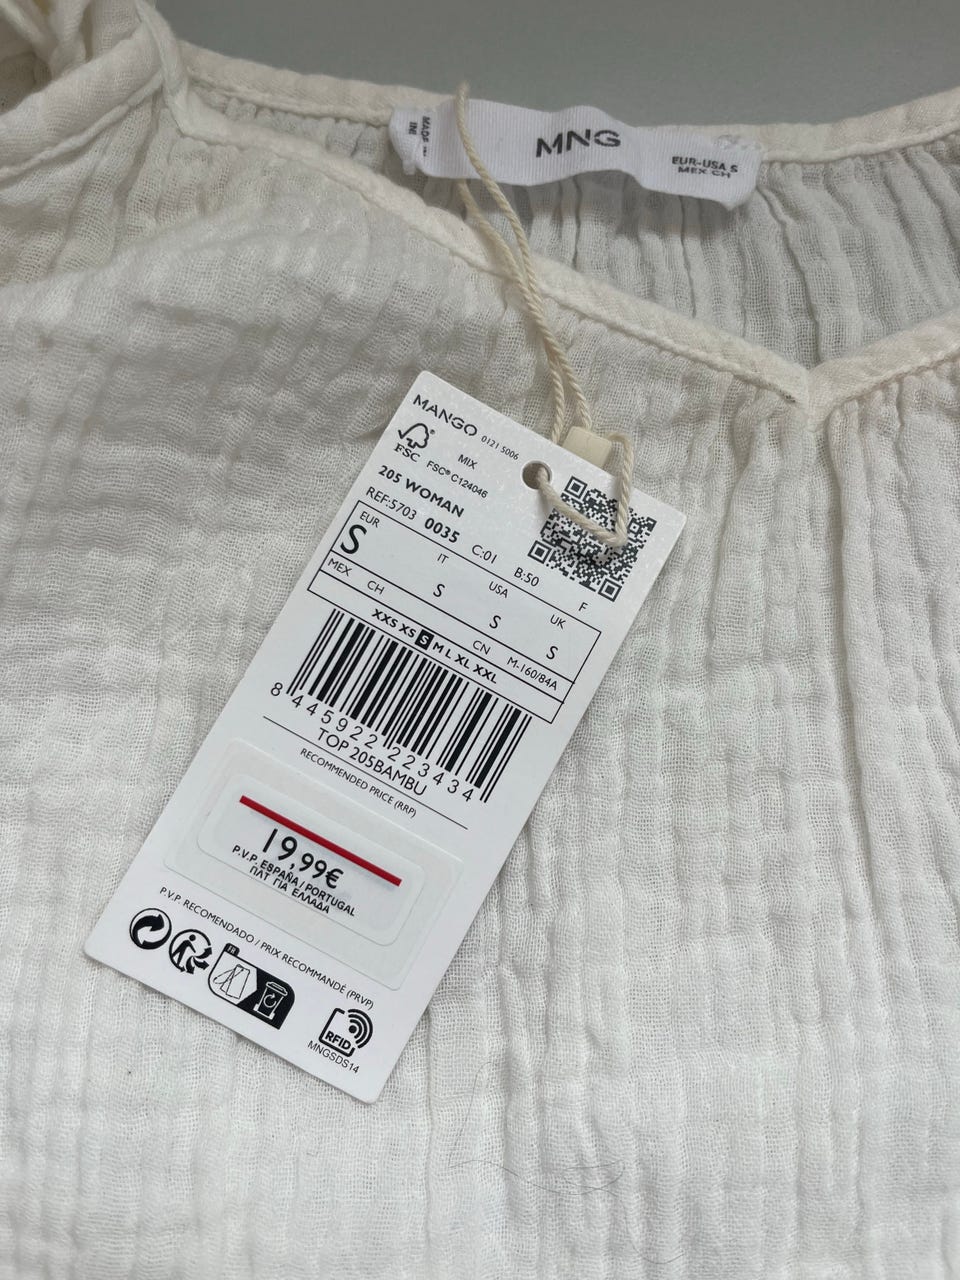 MADE IN
INI
MNG
EUR-USA S
MEX CH
MANGO 0121 5006
FSC
MIX
FSC® C124046
205 WOMAN
REF:5703 0035 C:01 B:50 F
EUR S
IT S
USA S
UK S
MEX CH
XXS XS S M L XL XXL
CN M-160/84A
8 445922 223434
TOP 205BAMBU
RECOMMENDED PRICE (RRP)
19,99€
P.V.P. ESPAÑA / PORTUGAL
ΠΛΤ ΓΙΑ ΕΛΛΑΔΑ
P.V.P. RECOMENDADO / PRIX RECOMMANDÉ (PRVP)
FR
RFID
MNGSDS14